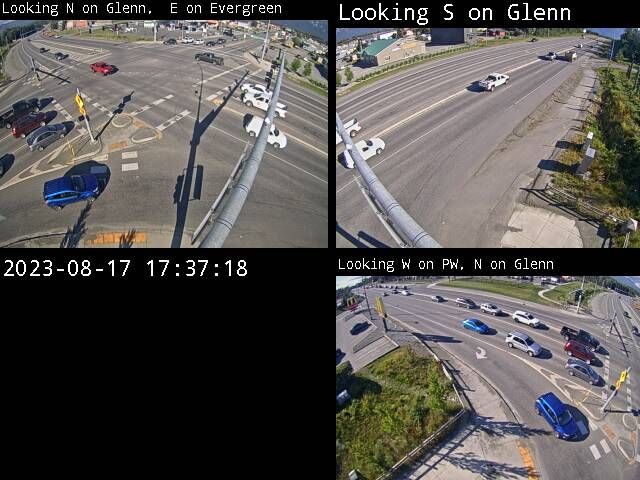 Looking N on Glenn, E on Evergreen
Looking S on Glenn
2023-08-17 17:37:18
Looking W on PW, N on Glenn